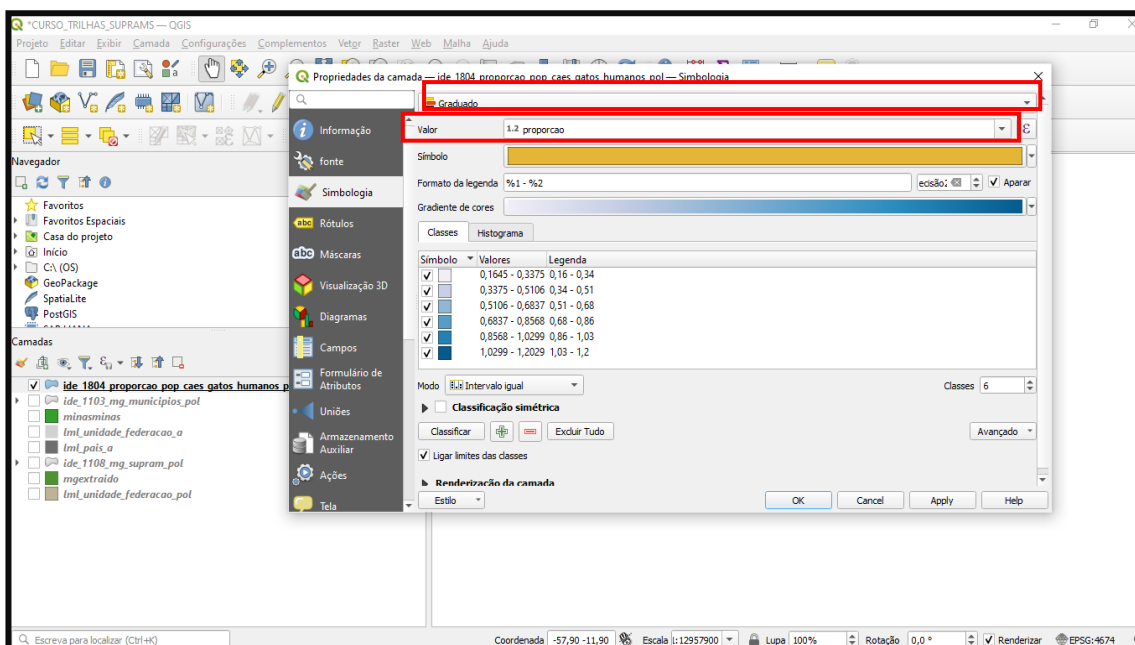 *CURSO_TRILHAS_SUPRAMS — QGIS
Projeto Editar Exibir Camada Configurações Complementos Vetor Raster Web Malha Ajuda
Propriedades da camada — ide_1804_proporcao_pop_caes_gatos_humanos_pol — Simbologia
Graduado
Informação
fonte
Simbologia
abc Rótulos
abc Máscaras
Visualização 3D
Diagramas
Campos
Formulário de
Atributos
Uniões
Armazenamento
Auxiliar
Ações
Tela
Valor 1.2 proporcao ε
Símbolo
Formato da legenda %1 - %2 ecisão: Aparar
Gradiente de cores
Classes Histograma
Símbolo Valores Legenda
0,1645 - 0,3375 0,16 - 0,34
0,3375 - 0,5106 0,34 - 0,51
0,5106 - 0,6837 0,51 - 0,68
0,6837 - 0,8568 0,68 - 0,86
0,8568 - 1,0299 0,86 - 1,03
1,0299 - 1,2029 1,03 - 1,2
Modo Intervalo igual Classes 6
Classificação simétrica
Classificar Excluir Tudo Avançado
Ligar limites das classes
Renderização da camada
Estilo OK Cancel Apply Help
Navegador
Favoritos
Favoritos Espaciais
Casa do projeto
Início
C:\ (OS)
GeoPackage
SpatiaLite
PostGIS
Camadas
ide_1804_proporcao_pop_caes_gatos_humanos_p
ide_1103_mg_municipios_pol
minasminas
lml_unidade_federacao_a
lml_pais_a
ide_1108_mg_supram_pol
mgextraido
lml_unidade_federacao_pol
Escreva para localizar (Ctrl+K) Coordenada -57,90 -11,90 Escala 1:12957900 Lupa 100% Rotação 0,0 ° Renderizar EPSG:4674